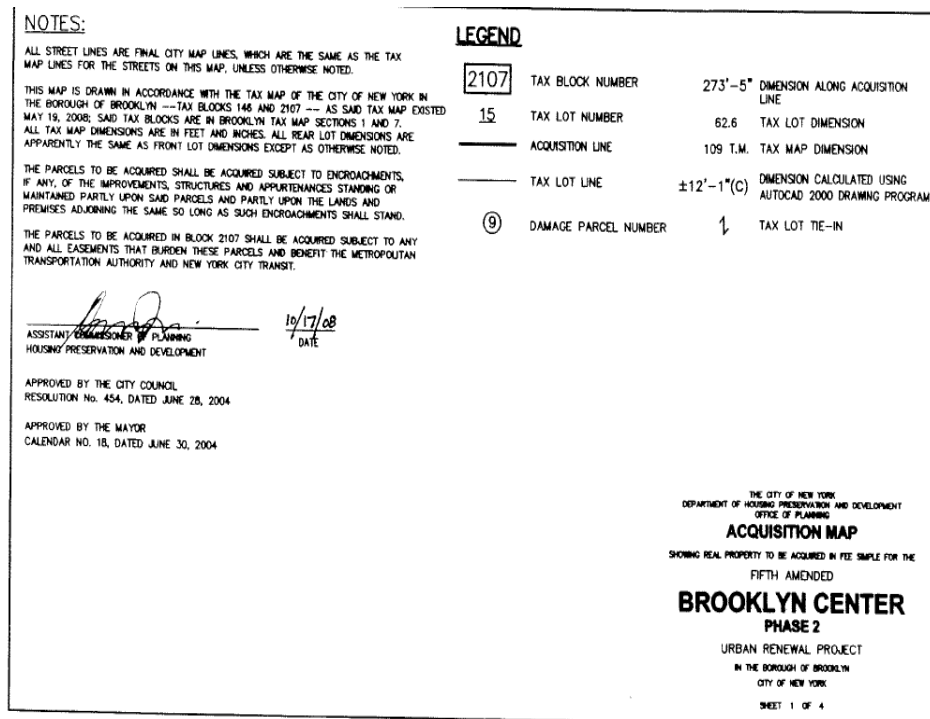 NOTES:
ALL STREET LINES ARE FINAL CITY MAP LINES, WHICH ARE THE SAME AS THE TAX
MAP LINES FOR THE STREETS ON THIS MAP, UNLESS OTHERWISE NOTED.
THIS MAP IS DRAWN IN ACCORDANCE WITH THE TAX MAP OF THE CITY OF NEW YORK IN
THE BOROUGH OF BROOKLYN --TAX BLOCKS 146 AND 2107 -- AS SAID TAX MAP EXISTED
MAY 19, 2008; SAID TAX BLOCKS ARE IN BROOKLYN TAX MAP SECTIONS 1 AND 7.
ALL TAX MAP DIMENSIONS ARE IN FEET AND INCHES. ALL REAR LOT DIMENSIONS ARE
APPARENTLY THE SAME AS FRONT LOT DIMENSIONS EXCEPT AS OTHERWISE NOTED.
THE PARCELS TO BE ACQUIRED SHALL BE ACQUIRED SUBJECT TO ENCROACHMENTS,
IF ANY, OF THE IMPROVEMENTS, STRUCTURES AND APPURTENANCES STANDING OR
MAINTAINED PARTLY UPON SAID PARCELS AND PARTLY UPON THE LANDS AND
PREMISES ADJOINING THE SAME SO LONG AS SUCH ENCROACHMENTS SHALL STAND.
THE PARCELS TO BE ACQUIRED IN BLOCK 2107 SHALL BE ACQUIRED SUBJECT TO ANY
AND ALL EASEMENTS THAT BURDEN THESE PARCELS AND BENEFIT THE METROPOLITAN
TRANSPORTATION AUTHORITY AND NEW YORK CITY TRANSIT.
10/17/08
ASSISTANT COMMISSIONER OF PLANNING
DATE
HOUSING PRESERVATION AND DEVELOPMENT
APPROVED BY THE CITY COUNCIL
RESOLUTION No. 454, DATED JUNE 28, 2004
APPROVED BY THE MAYOR
CALENDAR NO. 18, DATED JUNE 30, 2004
LEGEND
2107 TAX BLOCK NUMBER
15 TAX LOT NUMBER
ACQUISITION LINE
TAX LOT LINE
9 DAMAGE PARCEL NUMBER
273'-5" DIMENSION ALONG ACQUISITION
LINE
62.6 TAX LOT DIMENSION
109 T.M. TAX MAP DIMENSION
±12'-1"(C) DIMENSION CALCULATED USING
AUTOCAD 2000 DRAWING PROGRAM
TAX LOT TIE-IN
THE CITY OF NEW YORK
DEPARTMENT OF HOUSING PRESERVATION AND DEVELOPMENT
OFFICE OF PLANNING
ACQUISITION MAP
SHOWING REAL PROPERTY TO BE ACQUIRED IN FEE SIMPLE FOR THE
FIFTH AMENDED
BROOKLYN CENTER
PHASE 2
URBAN RENEWAL PROJECT
IN THE BOROUGH OF BROOKLYN
CITY OF NEW YORK
SHEET 1 OF 4